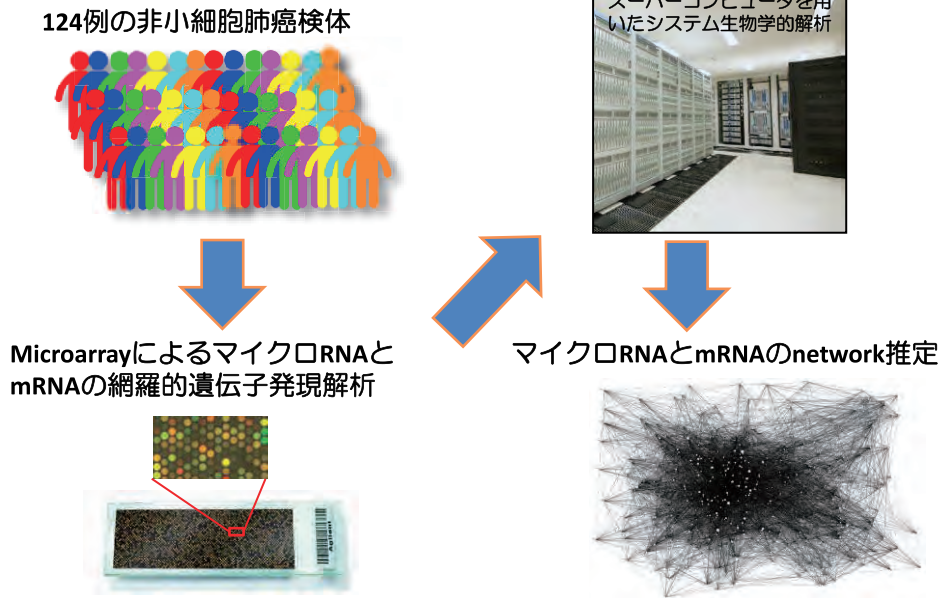 124例の非小細胞肺癌検体
Microarrayによるマイクロ​RNAと
mRNAの網羅的遺伝子発現解析
Agilent
スーパーコンピュータを用
いたシステム生物学的解析
マイクロRNAとmRNAのnetwork推定